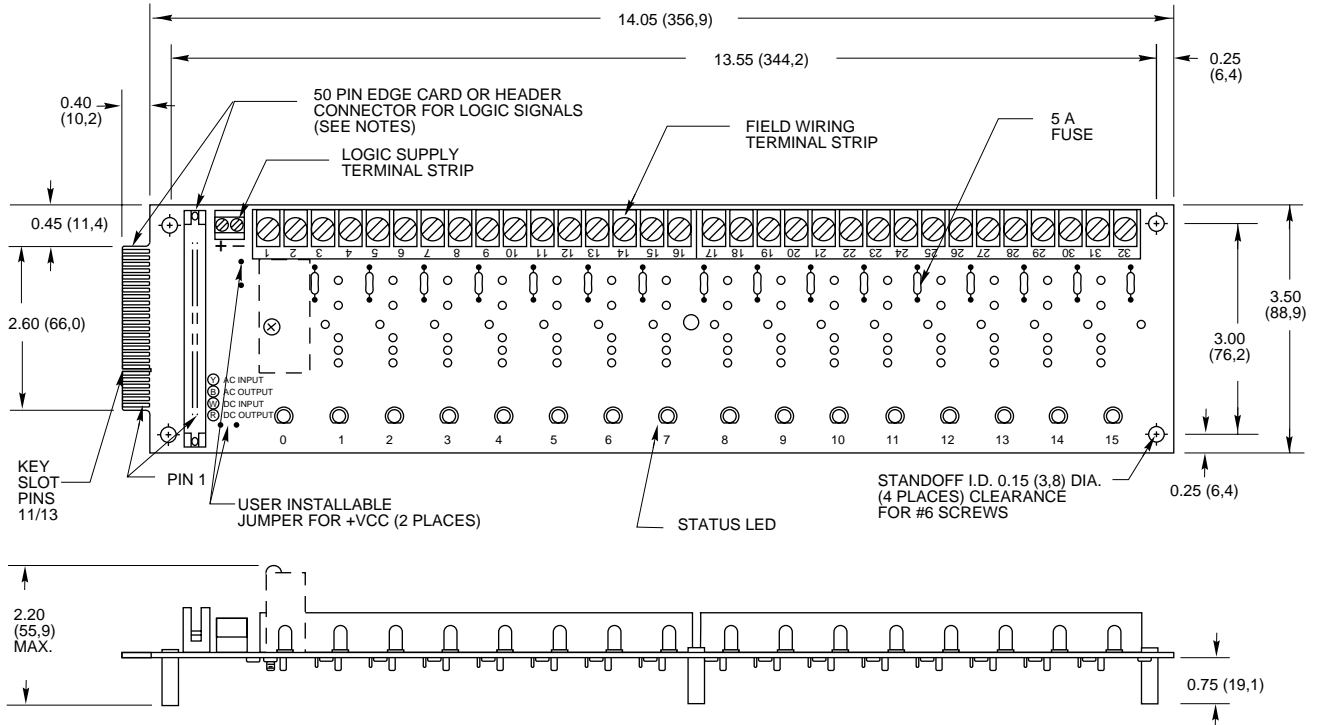 14.05 (356,9)
13.55 (344,2)
0.25
(6,4)
0.40
(10,2)
50 PIN EDGE CARD OR HEADER
CONNECTOR FOR LOGIC SIGNALS
(SEE NOTES)
LOGIC SUPPLY
TERMINAL STRIP
FIELD WIRING
TERMINAL STRIP
5 A
FUSE
0.45 (11,4)
+ −
1 2 3 4 5 6 7 8 9 10 11 12 13 14 15 16 17 18 19 20 21 22 23 24 25 26 27 28 29 30 31 32
2.60 (66,0)
3.50
(88,9)
3.00
(76,2)
Y AC INPUT
B AC OUTPUT
W DC INPUT
R DC OUTPUT
0 1 2 3 4 5 6 7 8 9 10 11 12 13 14 15
KEY
SLOT
PINS
11/13
PIN 1
USER INSTALLABLE
JUMPER FOR +VCC (2 PLACES)
STATUS LED
STANDOFF I.D. 0.15 (3,8) DIA.
(4 PLACES) CLEARANCE
FOR #6 SCREWS
0.25 (6,4)
2.20
(55,9)
MAX.
0.75 (19,1)